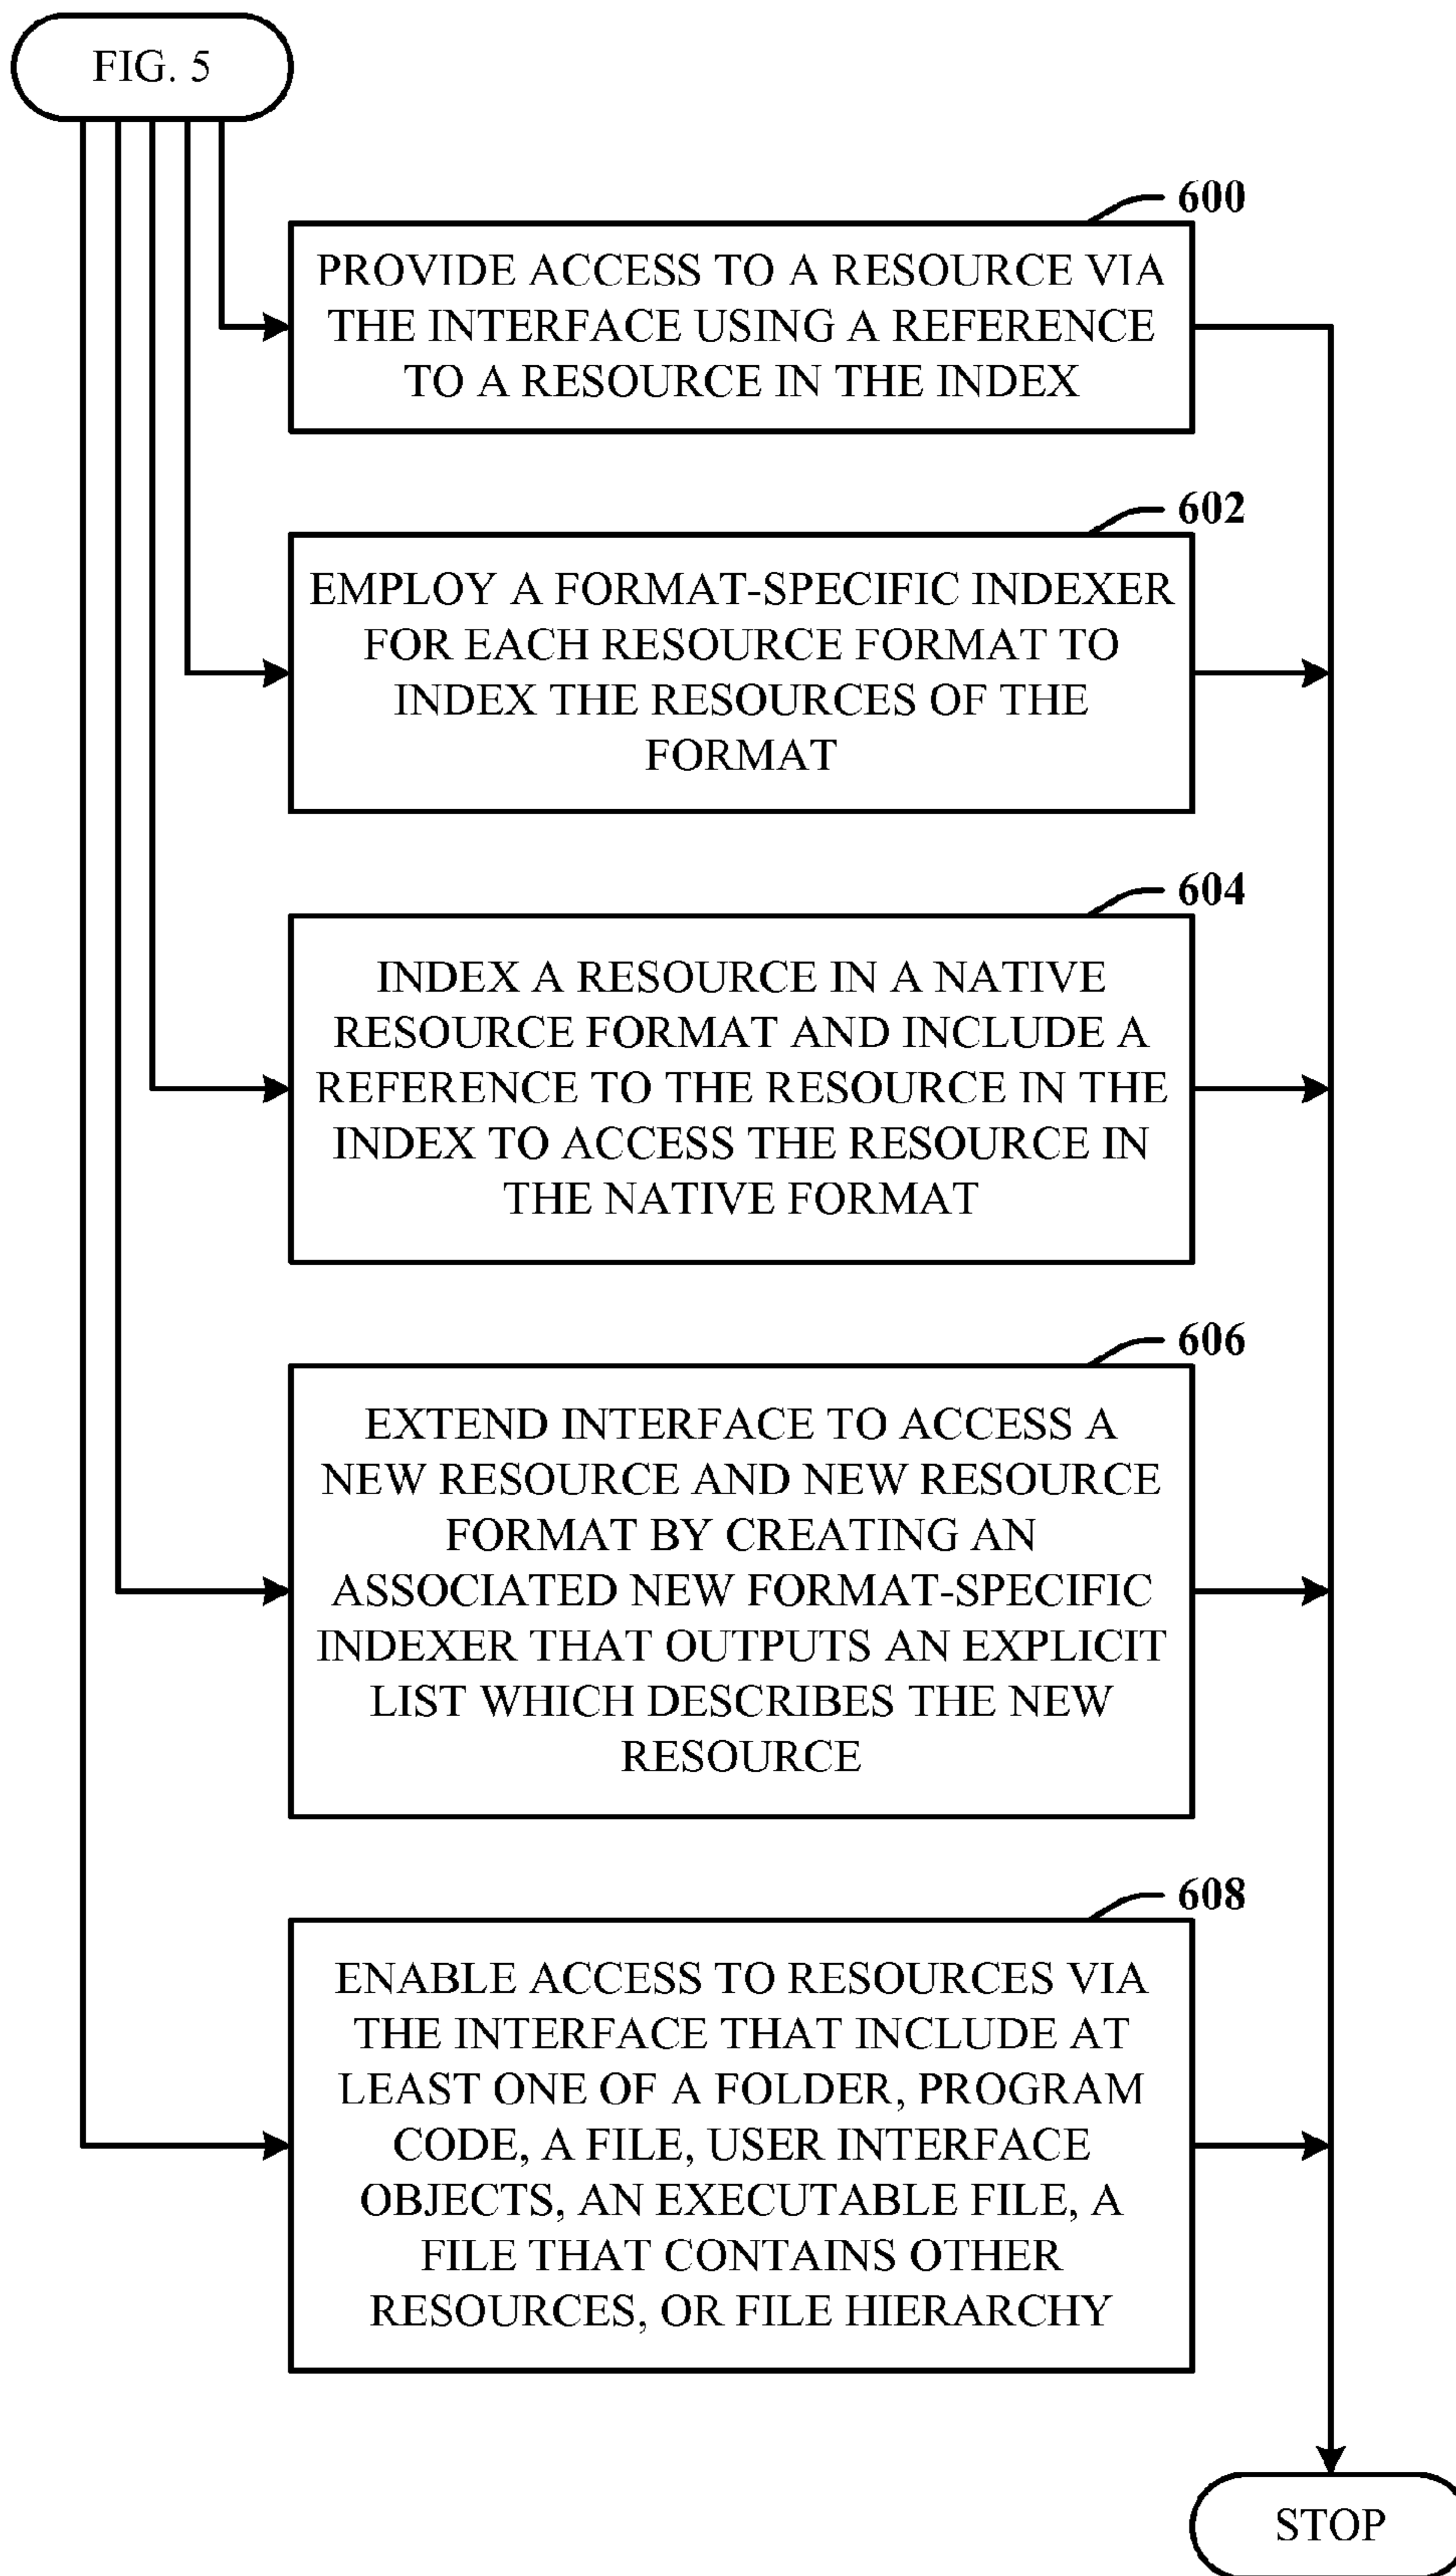 FIG. 5
600
PROVIDE ACCESS TO A RESOURCE VIA
THE INTERFACE USING A REFERENCE
TO A RESOURCE IN THE INDEX
602
EMPLOY A FORMAT-SPECIFIC INDEXER
FOR EACH RESOURCE FORMAT TO
INDEX THE RESOURCES OF THE
FORMAT
604
INDEX A RESOURCE IN A NATIVE
RESOURCE FORMAT AND INCLUDE A
REFERENCE TO THE RESOURCE IN THE
INDEX TO ACCESS THE RESOURCE IN
THE NATIVE FORMAT
606
EXTEND INTERFACE TO ACCESS A
NEW RESOURCE AND NEW RESOURCE
FORMAT BY CREATING AN
ASSOCIATED NEW FORMAT-SPECIFIC
INDEXER THAT OUTPUTS AN EXPLICIT
LIST WHICH DESCRIBES THE NEW
RESOURCE
608
ENABLE ACCESS TO RESOURCES VIA
THE INTERFACE THAT INCLUDE AT
LEAST ONE OF A FOLDER, PROGRAM
CODE, A FILE, USER INTERFACE
OBJECTS, AN EXECUTABLE FILE, A
FILE THAT CONTAINS OTHER
RESOURCES, OR FILE HIERARCHY
STOP